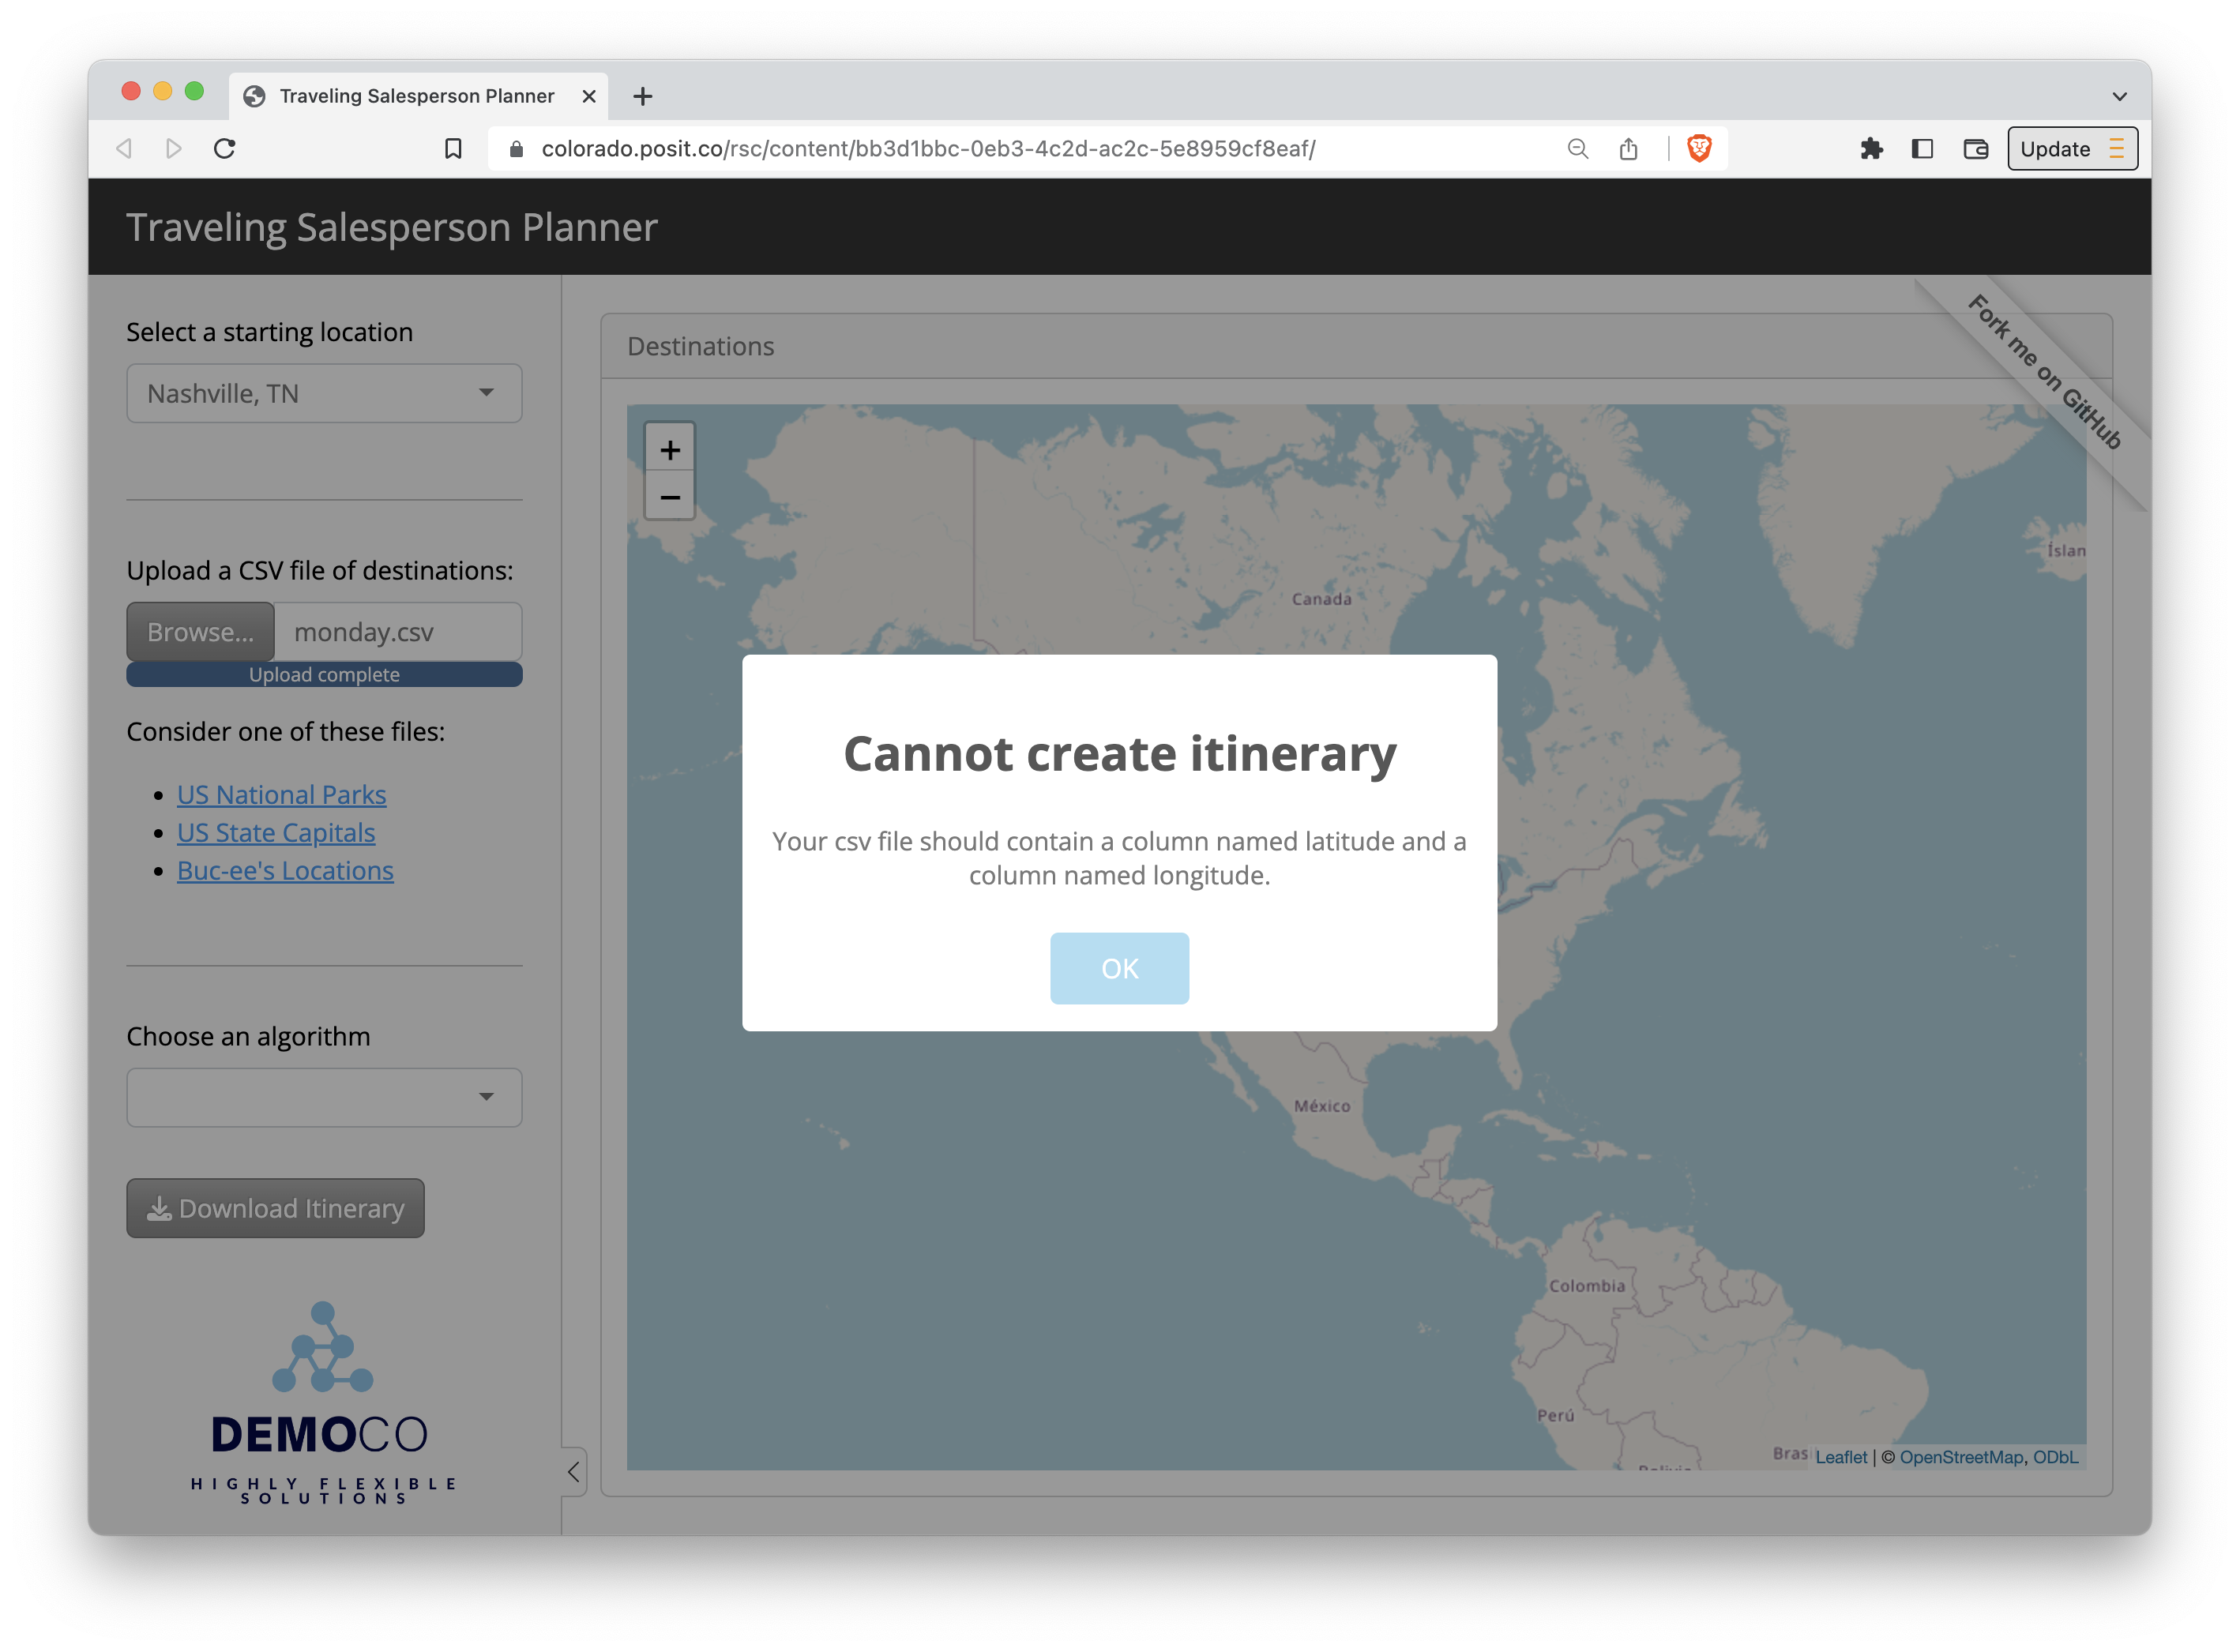 Traveling Salesperson Planner
colorado.posit.co/rsc/content/bb3d1bbc-0eb3-4c2d-ac2c-5e8959cf8eaf/
Update
Traveling Salesperson Planner
Select a starting location
Nashville, TN
Upload a CSV file of destinations:
Browse...
monday.csv
Upload complete
Consider one of these files:
US National Parks
US State Capitals
Buc-ee's Locations
Choose an algorithm
Download Itinerary
DEMOCO
HIGHLY FLEXIBLE
SOLUTIONS
Destinations
Fork me on GitHub
+
−
Íslan
Canada
Cannot create itinerary
Your csv file should contain a column named latitude and a
column named longitude.
OK
México
Colombia
Perú
Brasi
Leaflet | © OpenStreetMap, ODbL